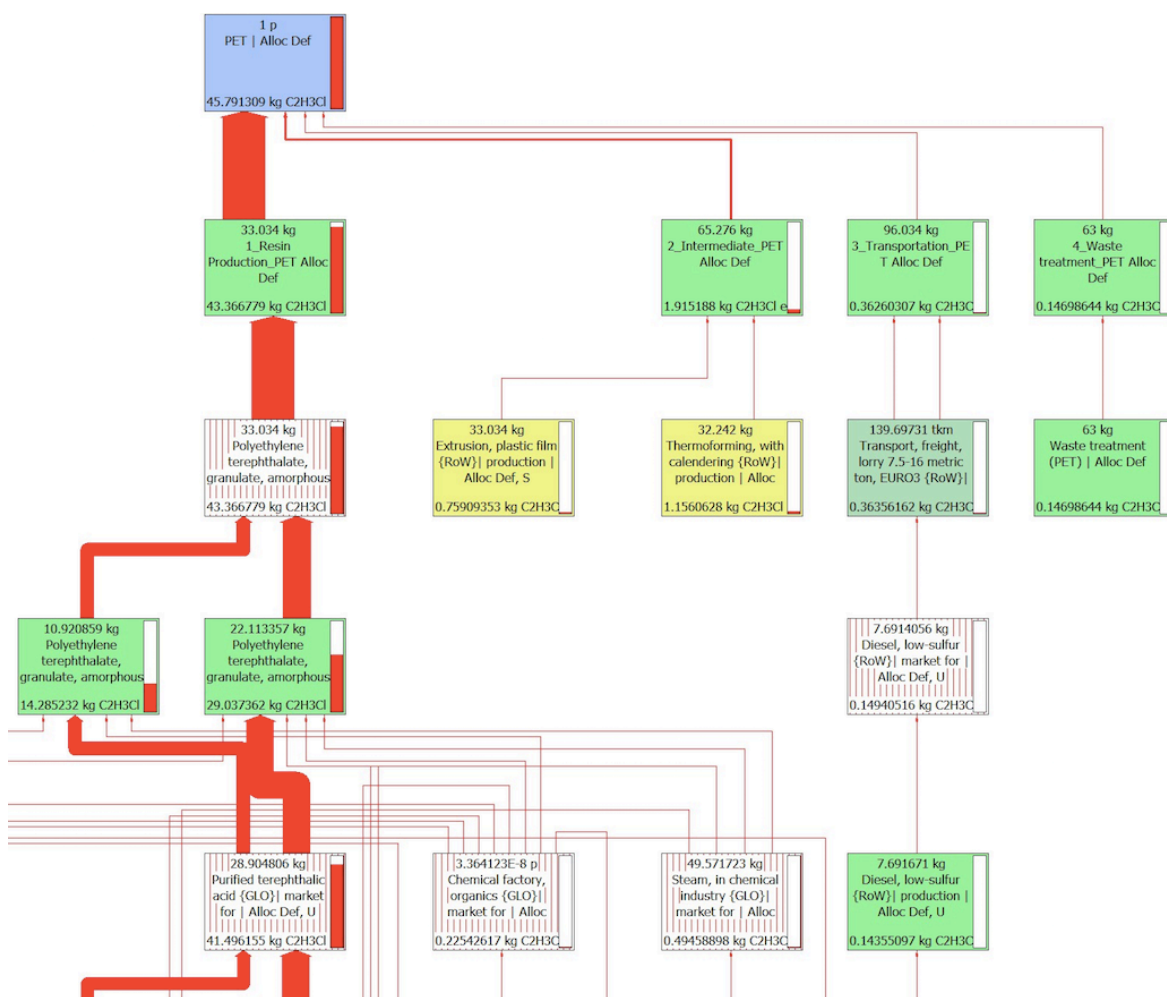 1 p
PET | Alloc Def
45.791309 kg C2H3Cl
33.034 kg
1_Resin
Production_PET Alloc
Def
43.366779 kg C2H3Cl
65.276 kg
2_Intermediate_PET
Alloc Def
1.915188 kg C2H3Cl e
96.034 kg
3_Transportation_PE
T Alloc Def
0.36260307 kg C2H3C
63 kg
4_Waste
treatment_PET Alloc
Def
0.14698644 kg C2H3C
33.034 kg
Polyethylene
terephthalate,
granulate, amorphous
43.366779 kg C2H3Cl
33.034 kg
Extrusion, plastic film
{RoW}| production |
Alloc Def, S
0.75909353 kg C2H3C
32.242 kg
Thermoforming, with
calendering {RoW}|
production | Alloc
1.1560628 kg C2H3Cl
139.69731 tkm
Transport, freight,
lorry 7.5-16 metric
ton, EURO3 {RoW}|
0.36356162 kg C2H3C
63 kg
Waste treatment
(PET) | Alloc Def
0.14698644 kg C2H3C
10.920859 kg
Polyethylene
terephthalate,
granulate, amorphous
14.285232 kg C2H3Cl
22.113357 kg
Polyethylene
terephthalate,
granulate, amorphous
29.037362 kg C2H3Cl
7.6914056 kg
Diesel, low-sulfur
{RoW}| market for |
Alloc Def, U
0.14940516 kg C2H3C
28.904806 kg
Purified terephthalic
acid {GLO}| market
for | Alloc Def, U
41.496155 kg C2H3Cl
3.364123E-8 p
Chemical factory,
organics {GLO}|
market for | Alloc
0.22542617 kg C2H3C
49.571723 kg
Steam, in chemical
industry {GLO}|
market for | Alloc
0.49458898 kg C2H3C
7.691671 kg
Diesel, low-sulfur
{RoW}| production |
Alloc Def, U
0.14355097 kg C2H3C